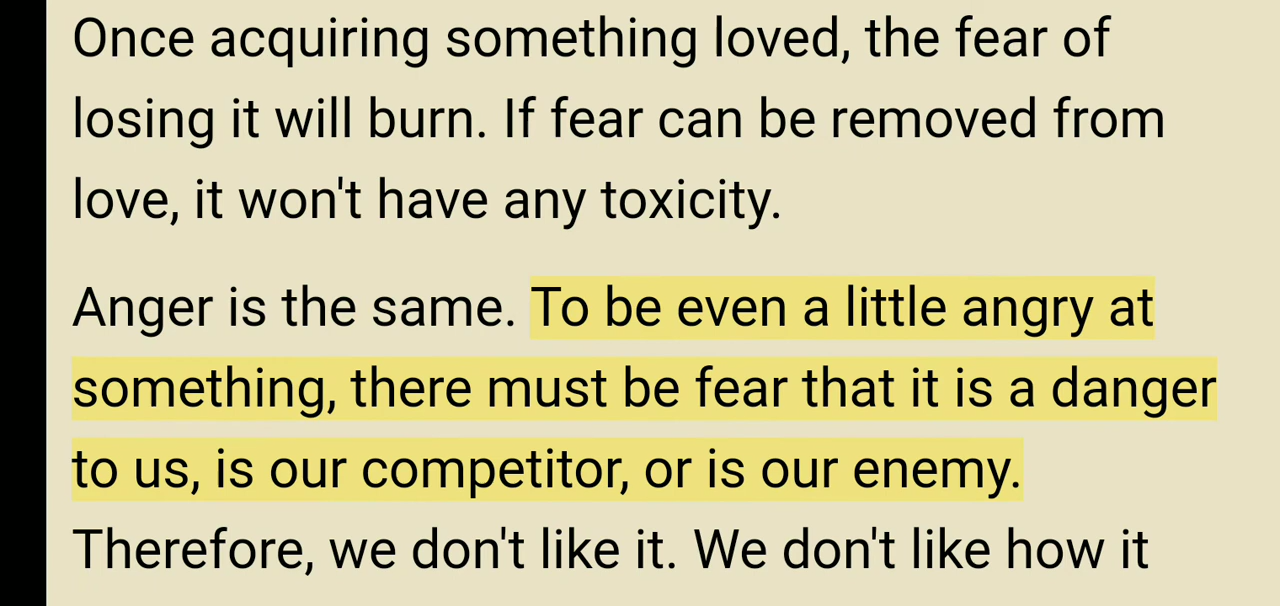 Once acquiring something loved, the fear of
losing it will burn. If fear can be removed from
love, it won't have any toxicity.
Anger is the same. To be even a little angry at
something, there must be fear that it is a danger
to us, is our competitor, or is our enemy.
Therefore, we don't like it. We don't like how it